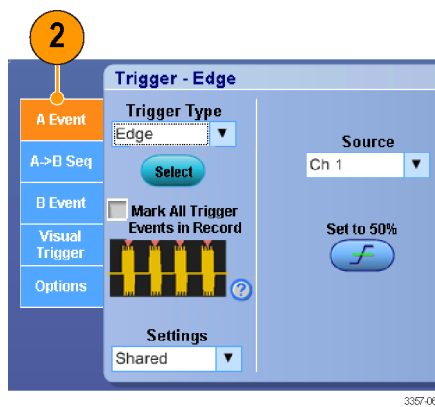 2
Trigger - Edge
A Event
A->B Seq
B Event
Visual
Trigger
Options
Trigger Type
Edge
Select
Mark All Trigger
Events in Record
?
Settings
Shared
Source
Ch 1
Set to 50%